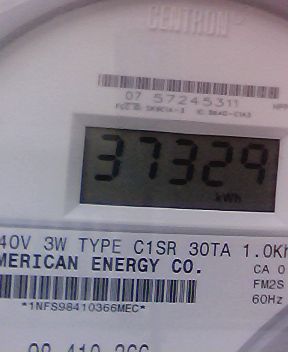 CENTRON
07 57245311
37329
kWh
40V 3W TYPE C1SR 30TA 1.0Kh
MERICAN ENERGY CO.
CA 0
FM2S
60Hz
*1NFS98410366MEC*